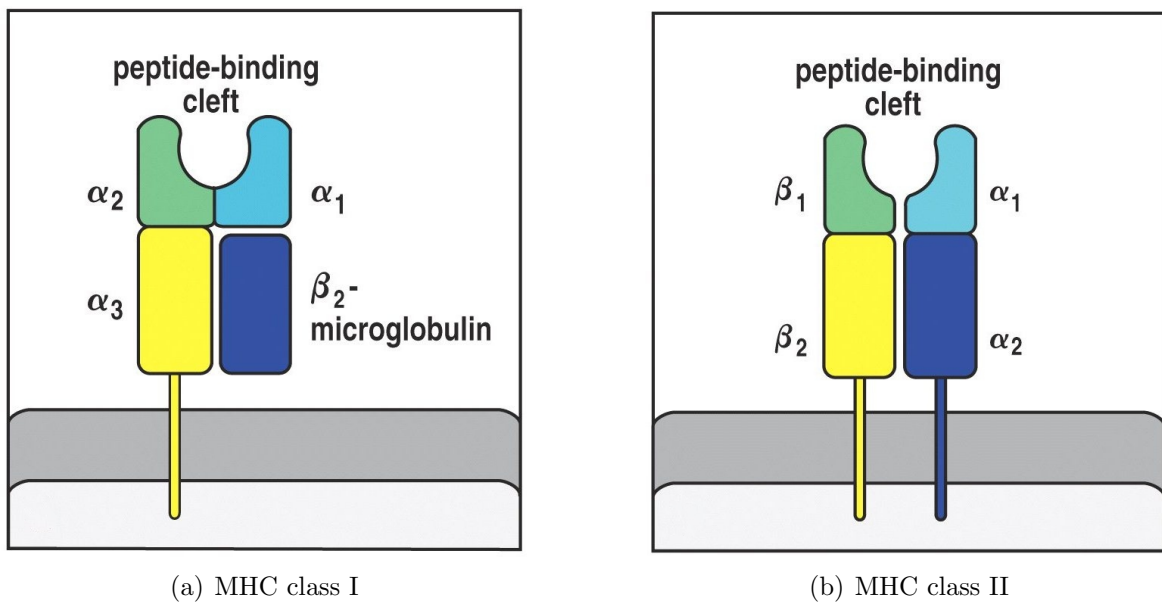 peptide-binding
cleft
α₂
α₁
α₃
β₂-
microglobulin
(a) MHC class I
peptide-binding
cleft
β₁
α₁
β₂
α₂
(b) MHC class II